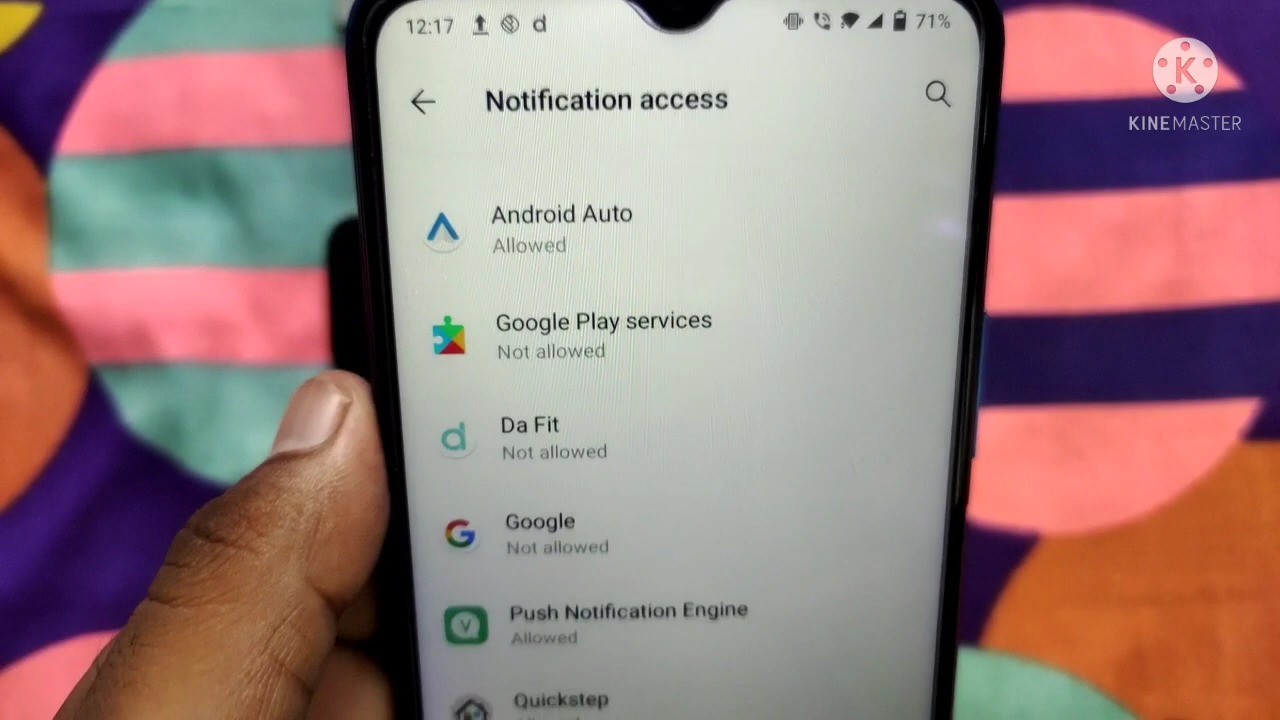 12:17 d 71%
Notification access
Android Auto
Allowed
Google Play services
Not allowed
d
Da Fit
Not allowed
G
Google
Not allowed
V
Push Notification Engine
Allowed
Quickstep
K
KINEMASTER